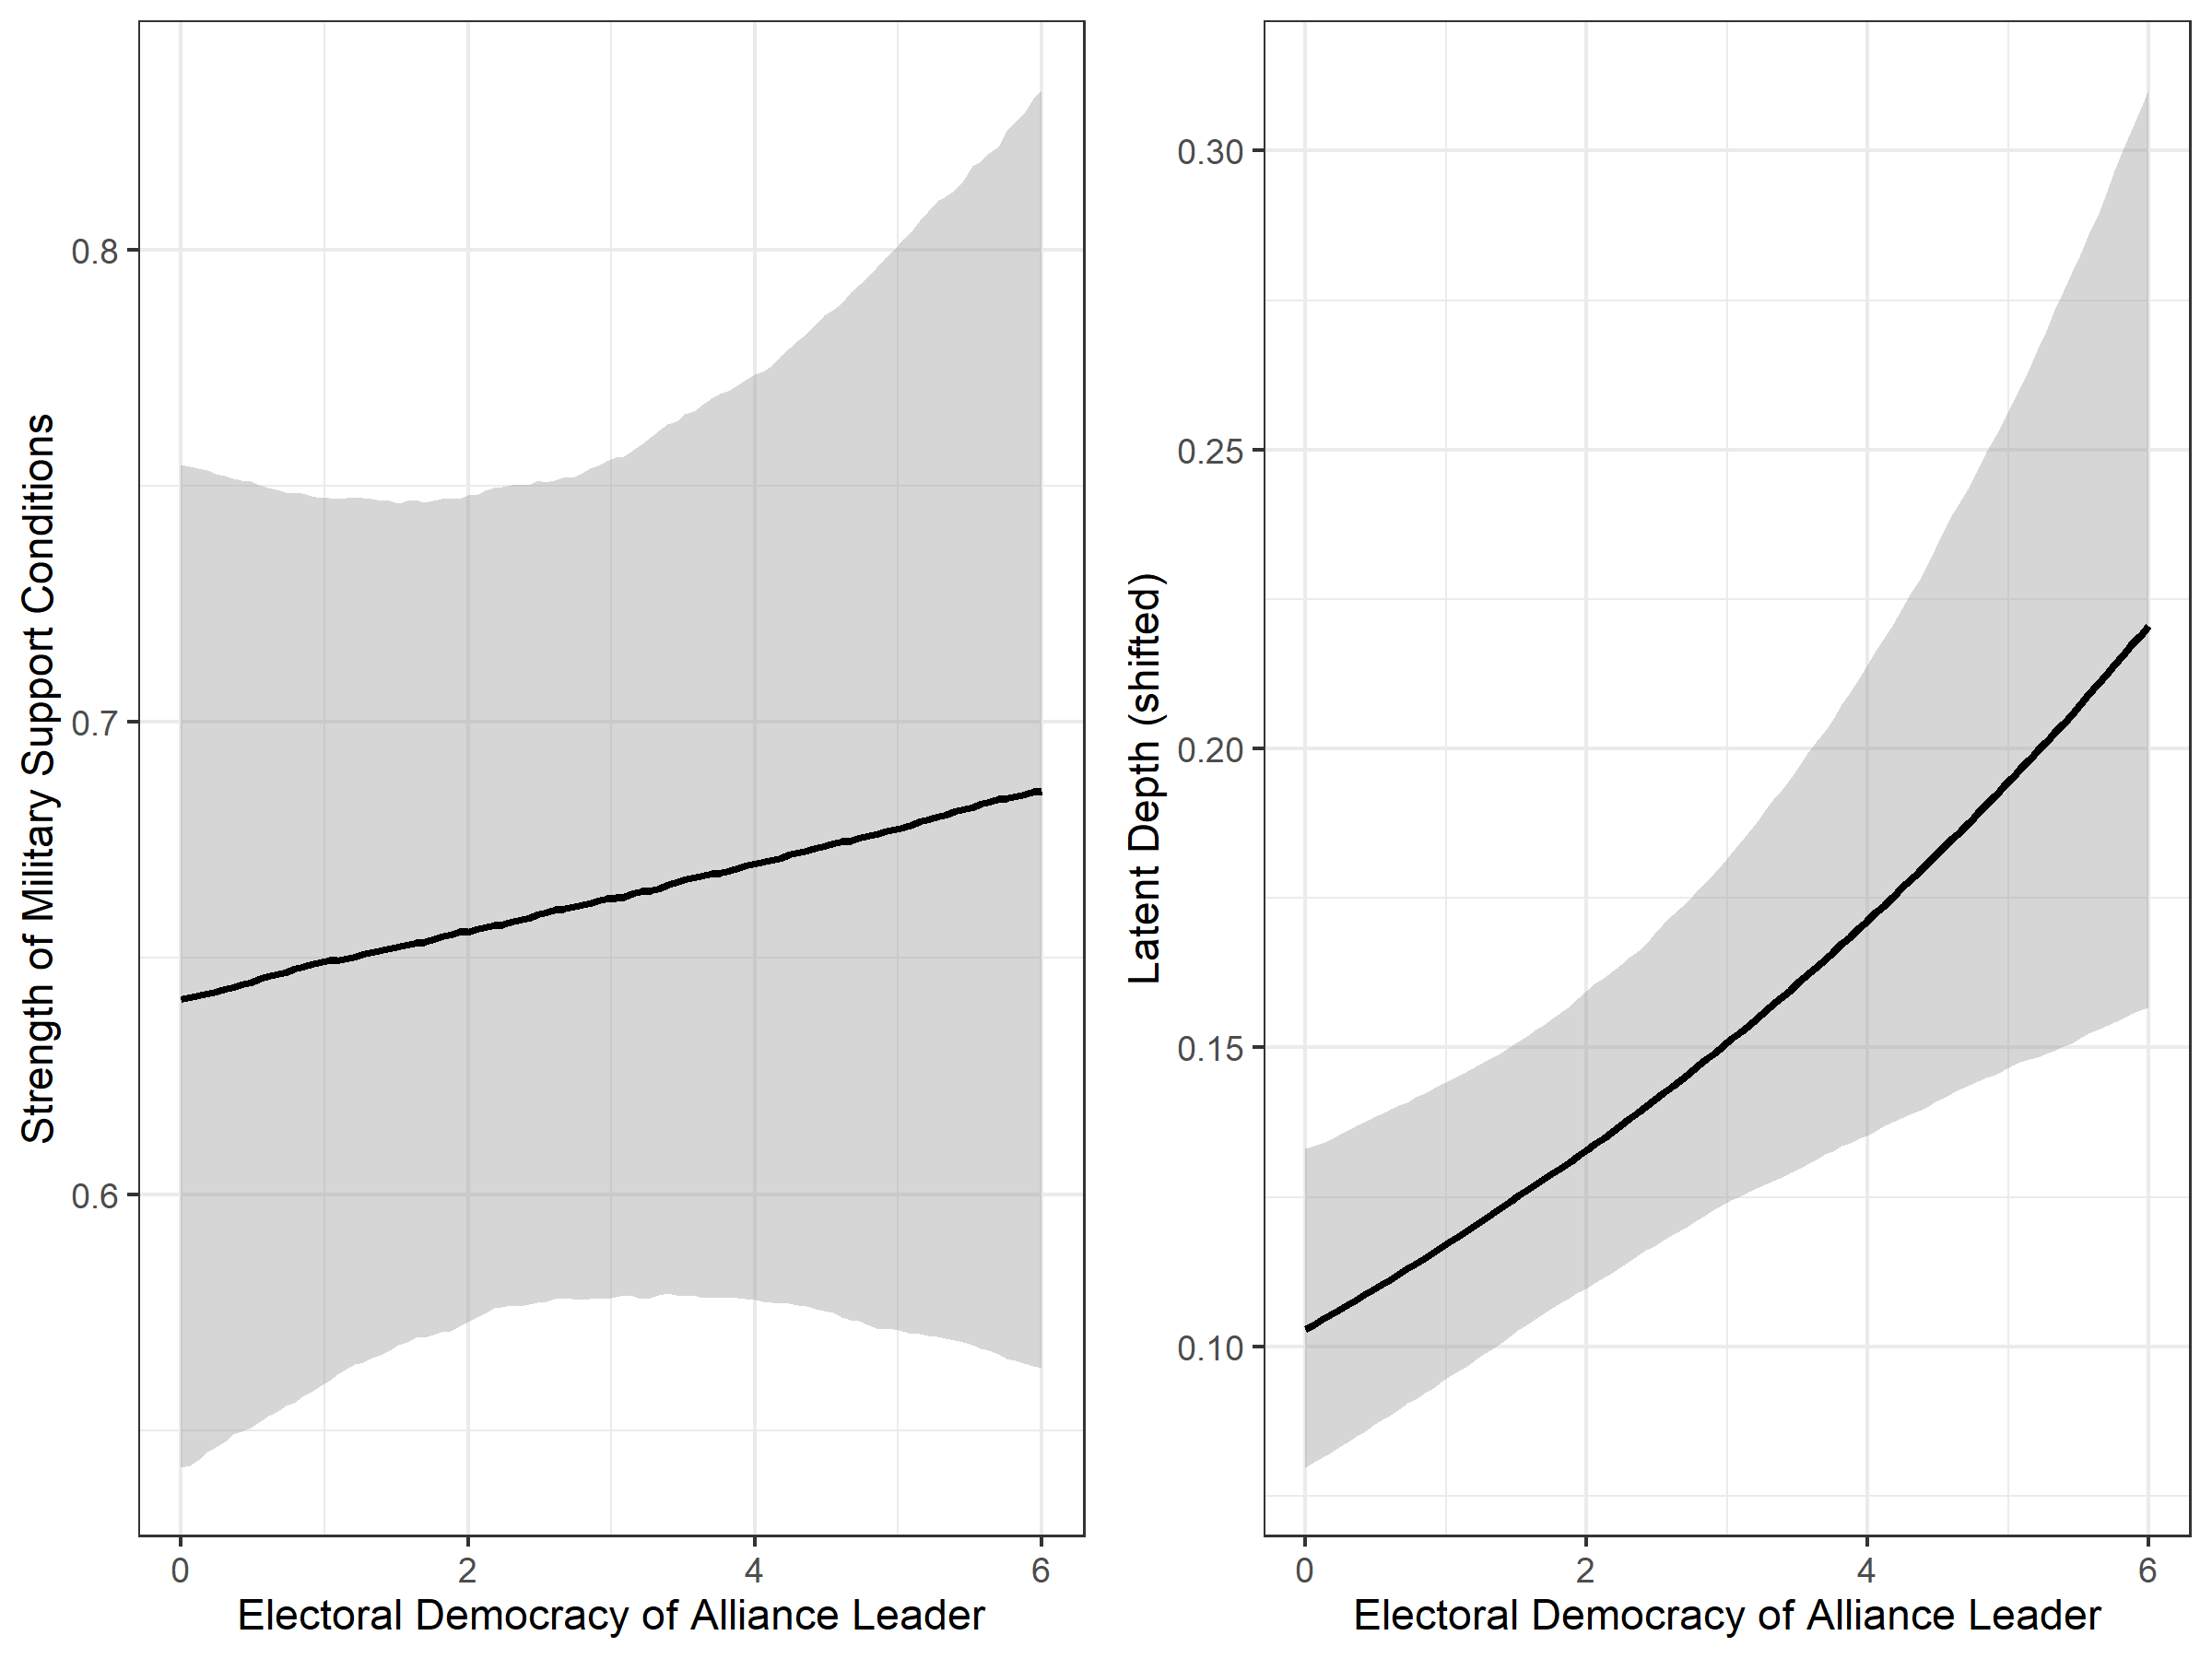 Strength of Military Support Conditions
0.8
0.7
0.6
0 2 4 6
Electoral Democracy of Alliance Leader
Latent Depth (shifted)
0.30
0.25
0.20
0.15
0.10
0 2 4 6
Electoral Democracy of Alliance Leader